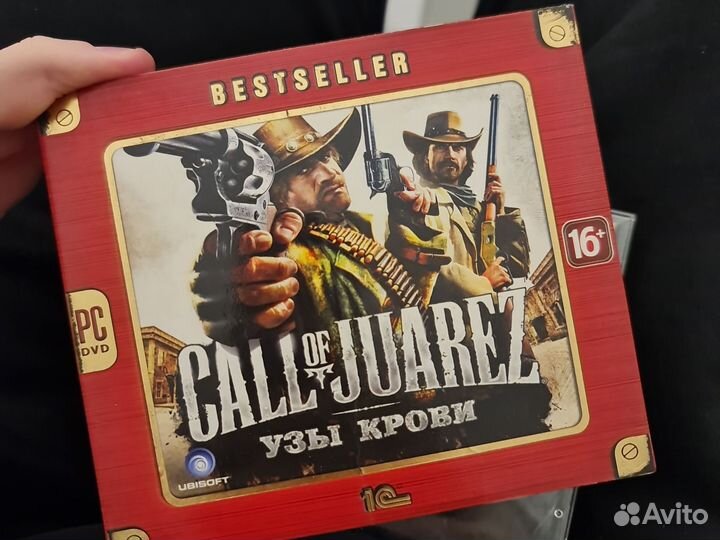 BESTSELLER
16+
PC
DVD
CALL OF JUAREZ
УЗЫ КРОВИ
UBISOFT
1С
Avito